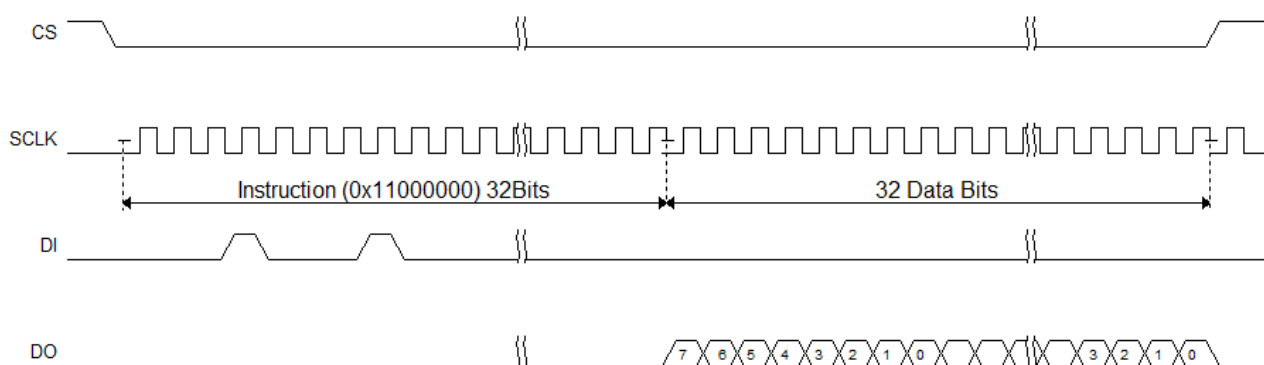 CS
SCLK
Instruction (0x11000000) 32Bits
32 Data Bits
DI
DO
7 6 5 4 3 2 1 0 3 2 1 0